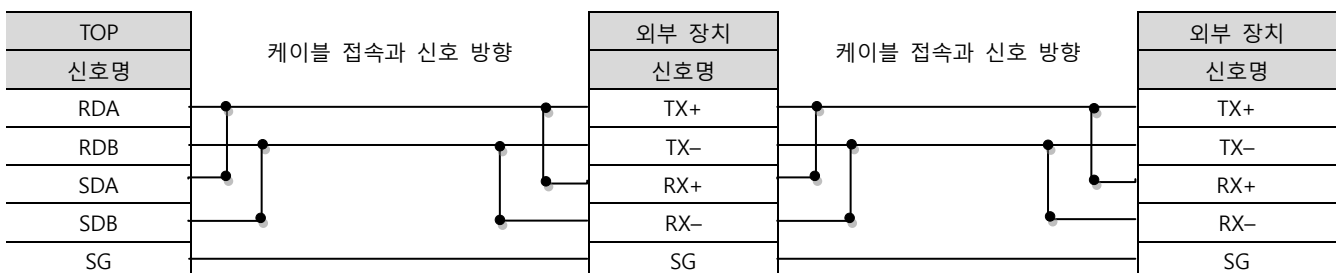 TOP 케이블 접속과 신호 방향 외부 장치 케이블 접속과 신호 방향 외부 장치
신호명 신호명 신호명
RDA TX+ TX+
RDB TX– TX–
SDA RX+ RX+
SDB RX– RX–
SG SG SG